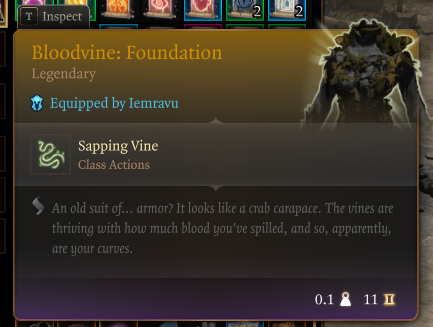 T Inspect
2 2
Bloodvine: Foundation
Legendary
Equipped by Iemravu
Sapping Vine
Class Actions
An old suit of... armor? It looks like a crab carapace. The vines are
thriving with how much blood you've spilled, and so, apparently,
are your curves.
0.1 11